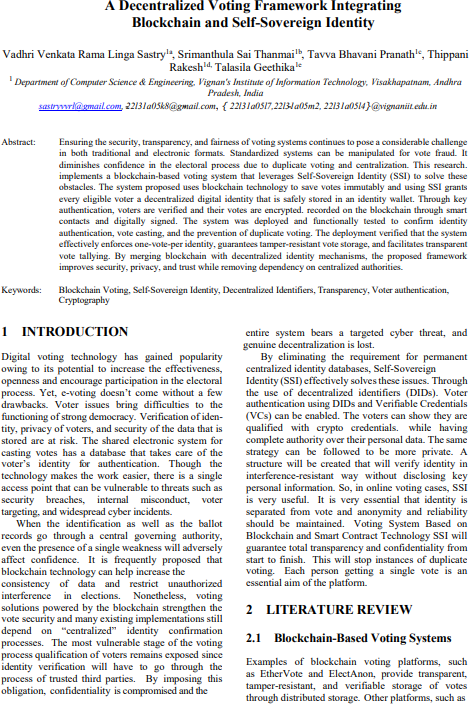 A Decentralized Voting Framework Integrating
Blockchain and Self-Sovereign Identity
Vadhri Venkata Rama Linga Sastry1a, Srimanthula Sai Thanmai1b, Tavva Bhavani Pranath1c, Thippani
Rakesh1d, Talasila Geethika1e
1 Department of Computer Science & Engineering, Vignan's Institute of Information Technology, Visakhapatnam, Andhra
Pradesh, India
sastryvvrl@gmail.com, 22l31a05k8@gmail.com, { 22l31a05l7,22l34a05m2, 22l31a05l4}@vignaniit.edu.in
Abstract: Ensuring the security, transparency, and fairness of voting systems continues to pose a considerable challenge
in both traditional and electronic formats. Standardized systems can be manipulated for vote fraud. It
diminishes confidence in the electoral process due to duplicate voting and centralization. This research.
implements a blockchain-based voting system that leverages Self-Sovereign Identity (SSI) to solve these
obstacles. The system proposed uses blockchain technology to save votes immutably and using SSI grants
every eligible voter a decentralized digital identity that is safely stored in an identity wallet. Through key
authentication, voters are verified and their votes are encrypted. recorded on the blockchain through smart
contacts and digitally signed. The system was deployed and functionally tested to confirm identity
authentication, vote casting, and the prevention of duplicate voting. The deployment verified that the system
effectively enforces one-vote-per identity, guarantees tamper-resistant vote storage, and facilitates transparent
vote tallying. By merging blockchain with decentralized identity mechanisms, the proposed framework
improves security, privacy, and trust while removing dependency on centralized authorities.
Keywords: Blockchain Voting, Self-Sovereign Identity, Decentralized Identifiers, Transparency, Voter authentication,
Cryptography
1 INTRODUCTION
Digital voting technology has gained popularity
owing to its potential to increase the effectiveness,
openness and encourage participation in the electoral
process. Yet, e-voting doesn't come without a few
drawbacks. Voter issues bring difficulties to the
functioning of strong democracy. Verification of iden-
tity, privacy of voters, and security of the data that is
stored are at risk. The shared electronic system for
casting votes has a database that takes care of the
voter's identity for authentication. Though the
technology makes the work easier, there is a single
access point that can be vulnerable to threats such as
security breaches, internal misconduct, voter
targeting, and widespread cyber incidents.
When the identification as well as the ballot
records go through a central governing authority,
even the presence of a single weakness will adversely
affect confidence. It is frequently proposed that
blockchain technology can help increase the
consistency of data and restrict unauthorized
interference in elections. Nonetheless, voting
solutions powered by the blockchain strengthen the
vote security and many existing implementations still
depend on "centralized" identity confirmation
processes. The most vulnerable stage of the voting
process qualification of voters remains exposed since
identity verification will have to go through the
process of trusted third parties. By imposing this
obligation, confidentiality is compromised and the
entire system bears a targeted cyber threat, and
genuine decentralization is lost.
By eliminating the requirement for permanent
centralized identity databases, Self-Sovereign
Identity (SSI) effectively solves these issues. Through
the use of decentralized identifiers (DIDs). Voter
authentication using DIDs and Verifiable Credentials
(VCs) can be enabled. The voters can show they are
qualified with crypto credentials. while having
complete authority over their personal data. The same
strategy can be followed to be more private. A
structure will be created that will verify identity in
interference-resistant way without disclosing key
personal information. So, in online voting cases, SSI
is very useful. It is very essential that identity is
separated from vote and anonymity and reliability
should be maintained. Voting System Based on
Blockchain and Smart Contract Technology SSI will
guarantee total transparency and confidentiality from
start to finish. This will stop instances of duplicate
voting. Each person getting a single vote is an
essential aim of the platform.
2 LITERATURE REVIEW
2.1 Blockchain-Based Voting Systems
Examples of blockchain voting platforms, such
as EtherVote and ElectAnon, provide transparent,
tamper-resistant, and verifiable storage of votes
through distributed storage. Other platforms, such as